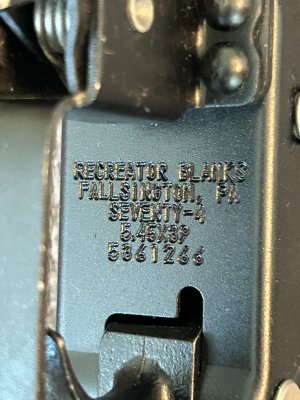 RECREATOR BLANKS
FALLSINGTON, PA
SEVENTY-4
5.45X39
5361266